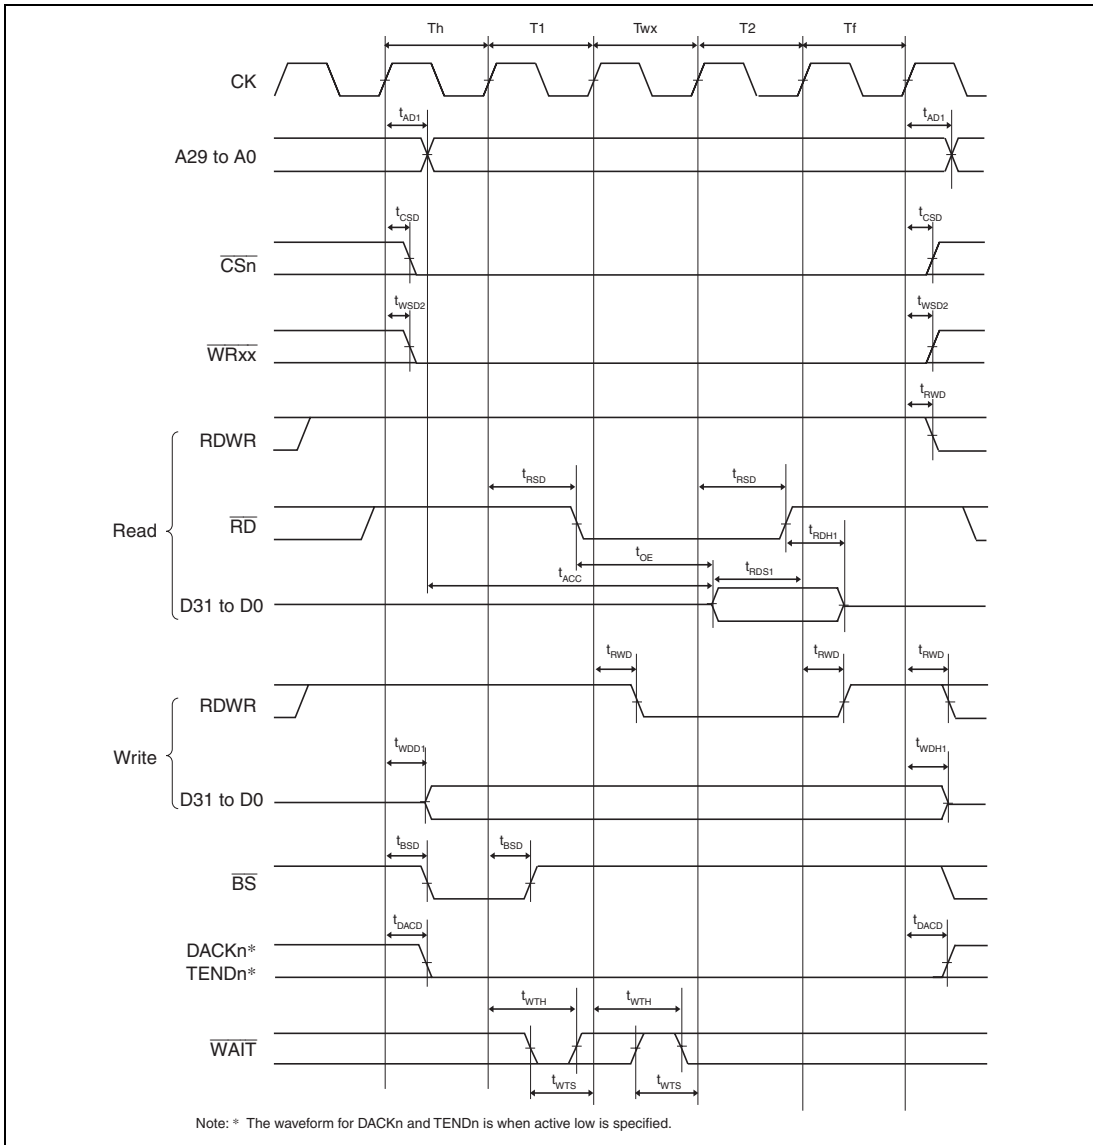 Th T1 Twx T2 Tf
CK
tAD1 tAD1
A29 to A0
tCSD tCSD
CSn
tWSD2 tWSD2
WRxx
tRWD
RDWR
tRSD tRSD
Read
RD
tRDH1
tOE
tACC tRDS1
D31 to D0
tRWD tRWD tRWD
RDWR
tWDD1 tWDH1
Write
D31 to D0
tBSD tBSD
BS
tDACD tDACD
DACKn*
TENDn*
tWTH tWTH
WAIT
tWTS tWTS
Note: * The waveform for DACKn and TENDn is when active low is specified.